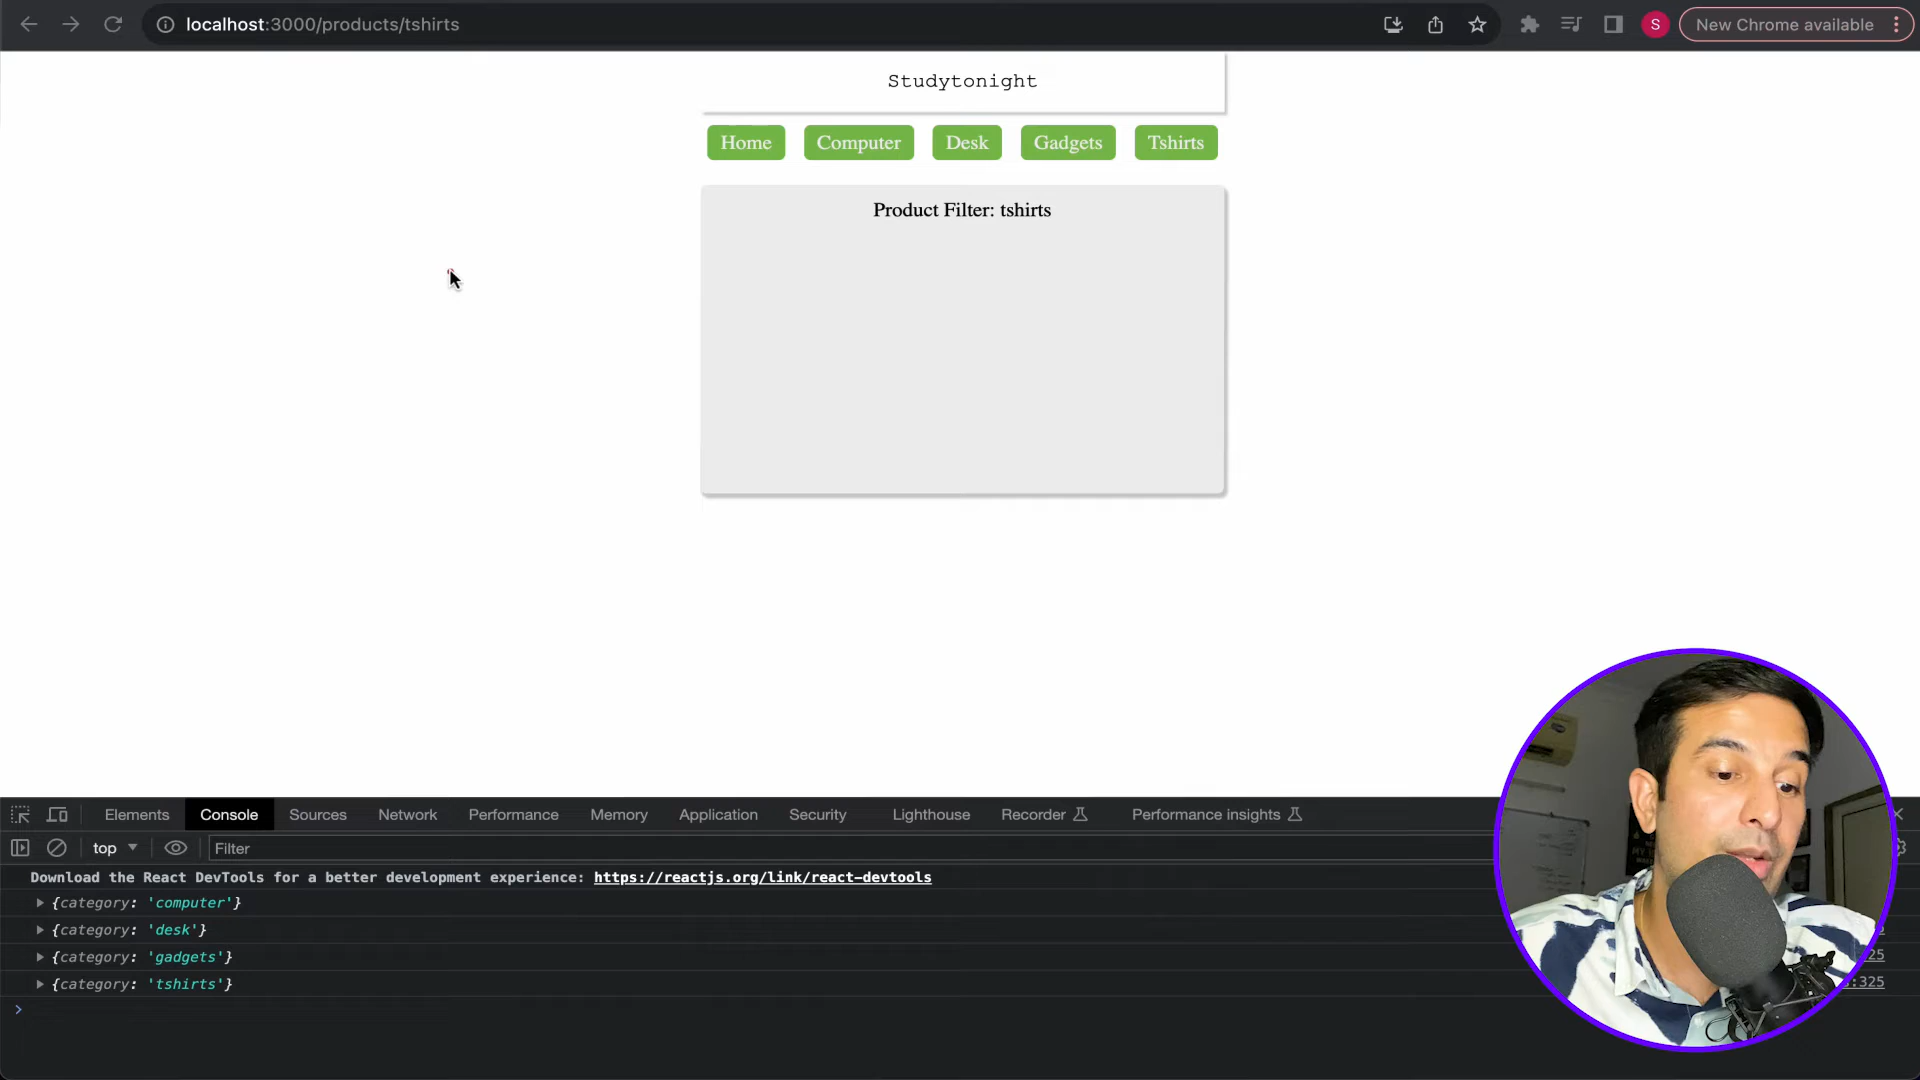 localhost:3000/products/tshirts
S
New Chrome available
Studytonight
Home Computer Desk Gadgets Tshirts
Product Filter: tshirts
Elements Console Sources Network Performance Memory Application Security Lighthouse Recorder Performance insights
top Filter
Download the React DevTools for a better development experience: https://reactjs.org/link/react-devtools
{category: 'computer'}
{category: 'desk'}
{category: 'gadgets'}
25
{category: 'tshirts'}
:325